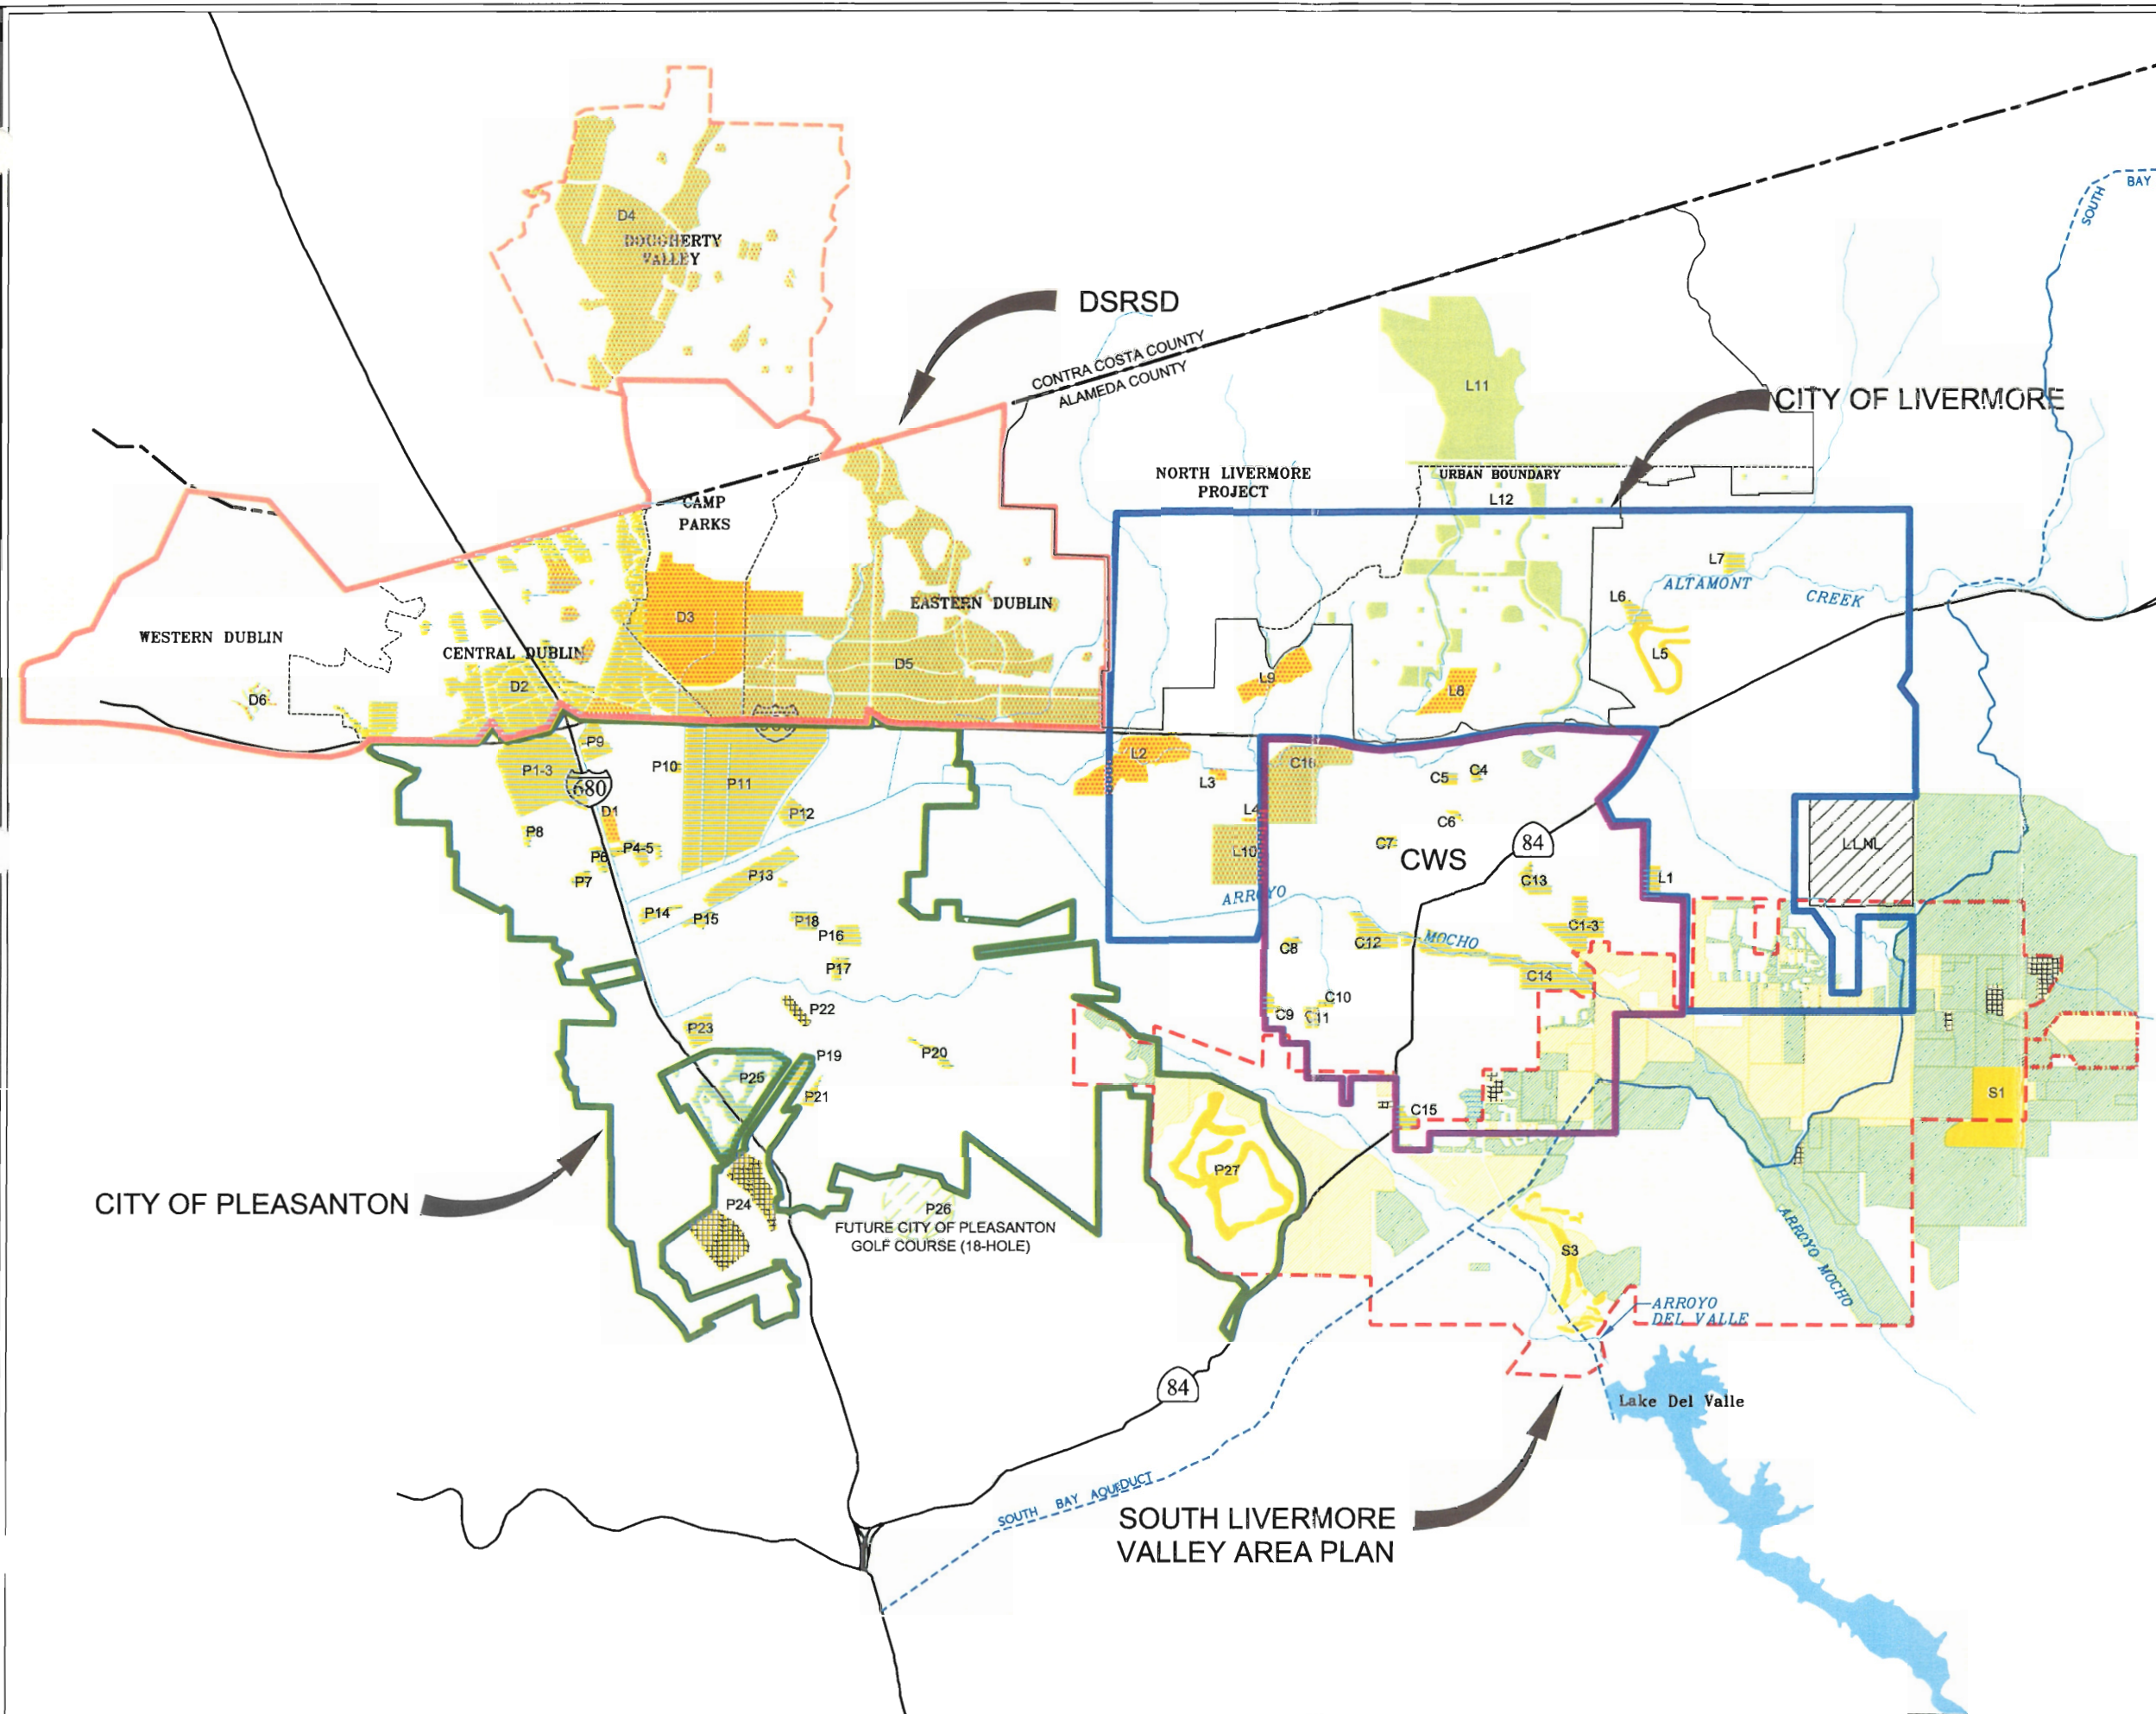 SOUTH
BAY
D4
DOUGHERTY
VALLEY
DSRSD
CONTRA COSTA COUNTY
ALAMEDA COUNTY
L11
CITY OF LIVERMORE
NORTH LIVERMORE
PROJECT
URBAN BOUNDARY
L12
CAMP
PARKS
L7
ALTAMONT
CREEK
L6
L5
D3
EASTERN DUBLIN
WESTERN DUBLIN
CENTRAL DUBLIN
D5
D2
D6
L9
L8
P9
P1-3
P10
P11
680
D1
P12
P8
P4-5
P6
P7
L2
L3
L4
C16
C5
C4
C6
C7
CWS
84
L10
LLNL
C13
L1
P13
P14
P15
P18
P16
P17
ARROYO
MOCHO
C8
C12
C1-3
C14
C10
C9
C11
P22
P23
P19
P20
P25
P21
C15
S1
P27
CITY OF PLEASANTON
P24
P26
FUTURE CITY OF PLEASANTON
GOLF COURSE (18-HOLE)
S3
ARROYO MOCHO
ARROYO
DEL VALLE
84
Lake Del Valle
SOUTH BAY AQUEDUCT
SOUTH LIVERMORE
VALLEY AREA PLAN